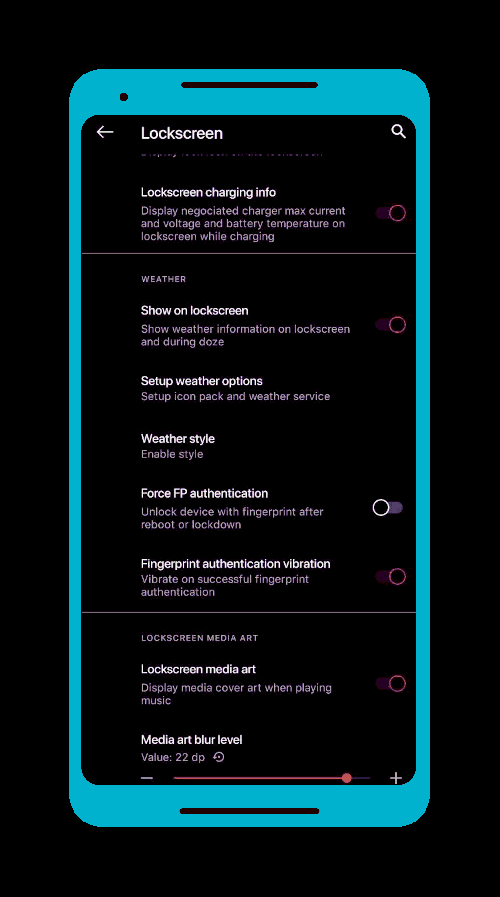 Lockscreen
Lockscreen charging info
Display negociated charger max current
and voltage and battery temperature on
lockscreen while charging
WEATHER
Show on lockscreen
Show weather information on lockscreen
and during doze
Setup weather options
Setup icon pack and weather service
Weather style
Enable style
Force FP authentication
Unlock device with fingerprint after
reboot or lockdown
Fingerprint authentication vibration
Vibrate on successful fingerprint
authentication
LOCKSCREEN MEDIA ART
Lockscreen media art
Display media cover art when playing
music
Media art blur level
Value: 22 dp